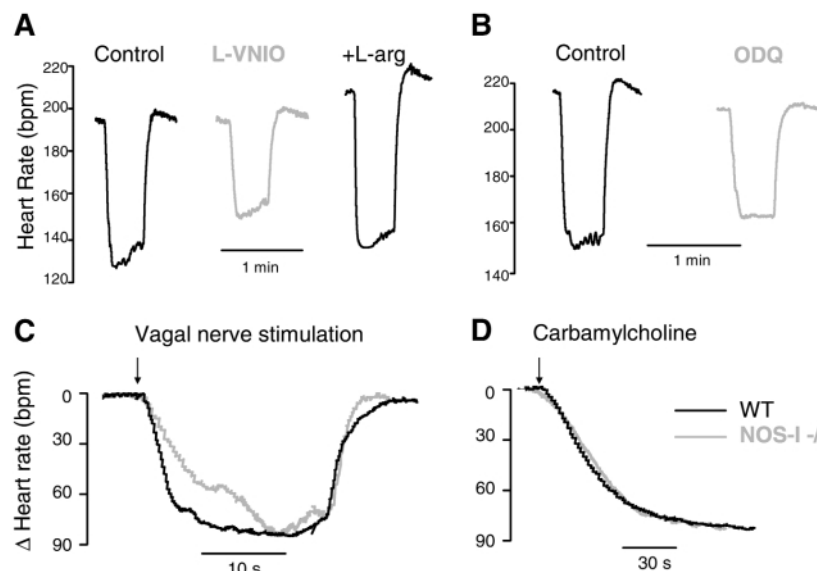 A
Control
L-VNIO
+L-arg
Heart Rate (bpm)
220
200
180
160
140
120
1 min
B
Control
ODQ
220
200
180
160
140
1 min
C
Vagal nerve stimulation
Δ Heart rate (bpm)
0
30
60
90
10 s
D
Carbamylcholine
0
30
60
90
30 s
WT
NOS-I -